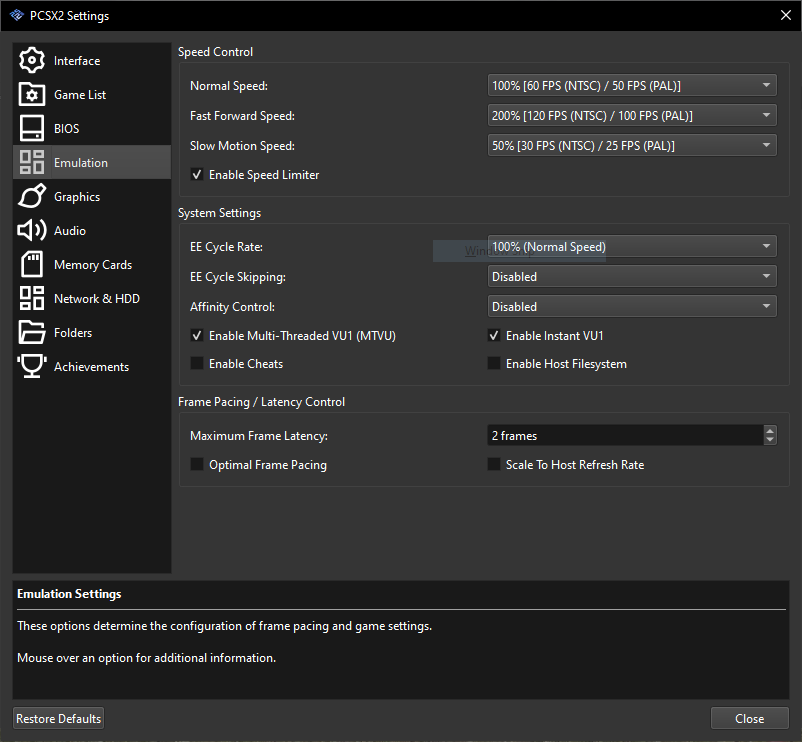 PCSX2 Settings
Interface
Game List
BIOS
Emulation
Graphics
Audio
Memory Cards
Network & HDD
Folders
Achievements
Speed Control
Normal Speed: 100% [60 FPS (NTSC) / 50 FPS (PAL)]
Fast Forward Speed: 200% [120 FPS (NTSC) / 100 FPS (PAL)]
Slow Motion Speed: 50% [30 FPS (NTSC) / 25 FPS (PAL)]
Enable Speed Limiter
System Settings
EE Cycle Rate: 100% (Normal Speed)
EE Cycle Skipping: Disabled
Affinity Control: Disabled
Enable Multi-Threaded VU1 (MTVU) Enable Instant VU1
Enable Cheats Enable Host Filesystem
Frame Pacing / Latency Control
Maximum Frame Latency: 2 frames
Optimal Frame Pacing Scale To Host Refresh Rate
Emulation Settings
These options determine the configuration of frame pacing and game settings.
Mouse over an option for additional information.
Restore Defaults Close